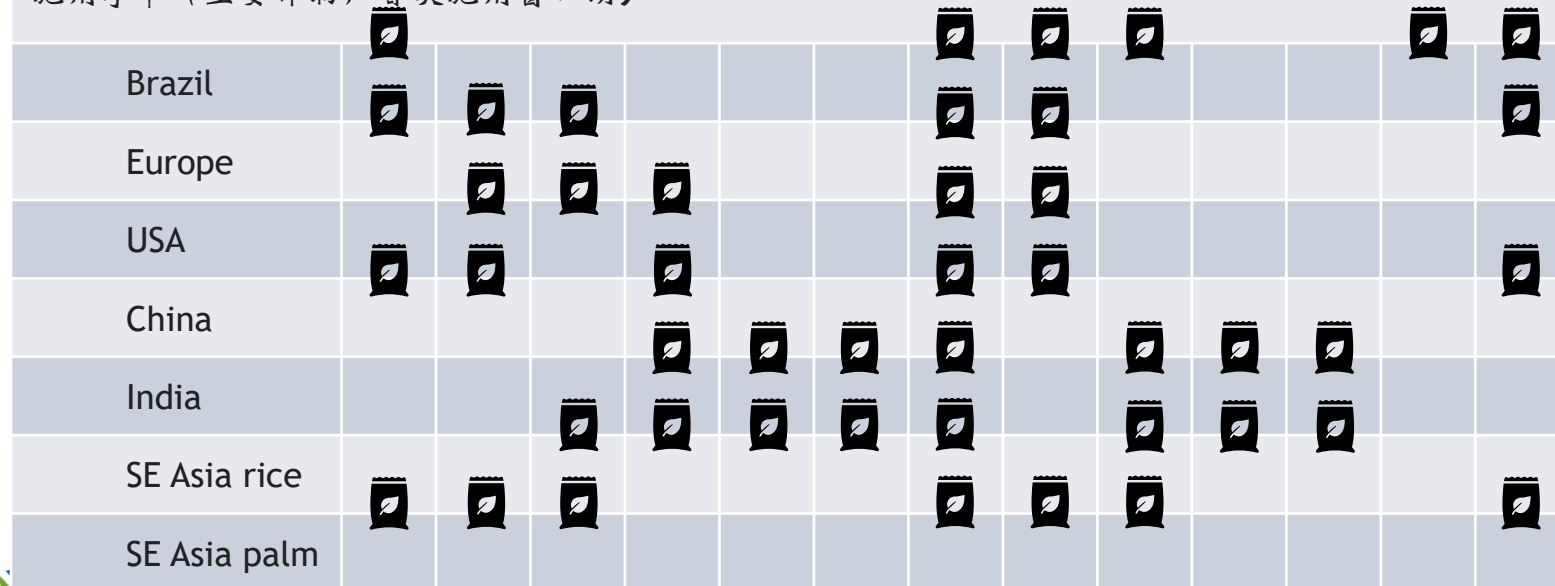 Brazil
Europe
USA
China
India
SE Asia rice
SE Asia palm